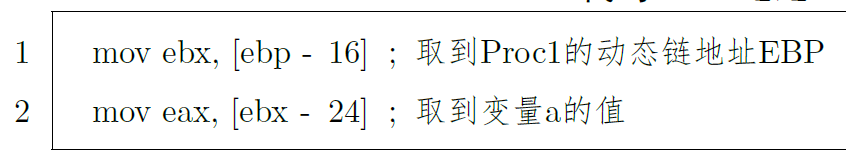 1 mov ebx, [ebp - 16] ; 取到Proc1的动态链地址EBP
2 mov eax, [ebx - 24] ; 取到变量a的值